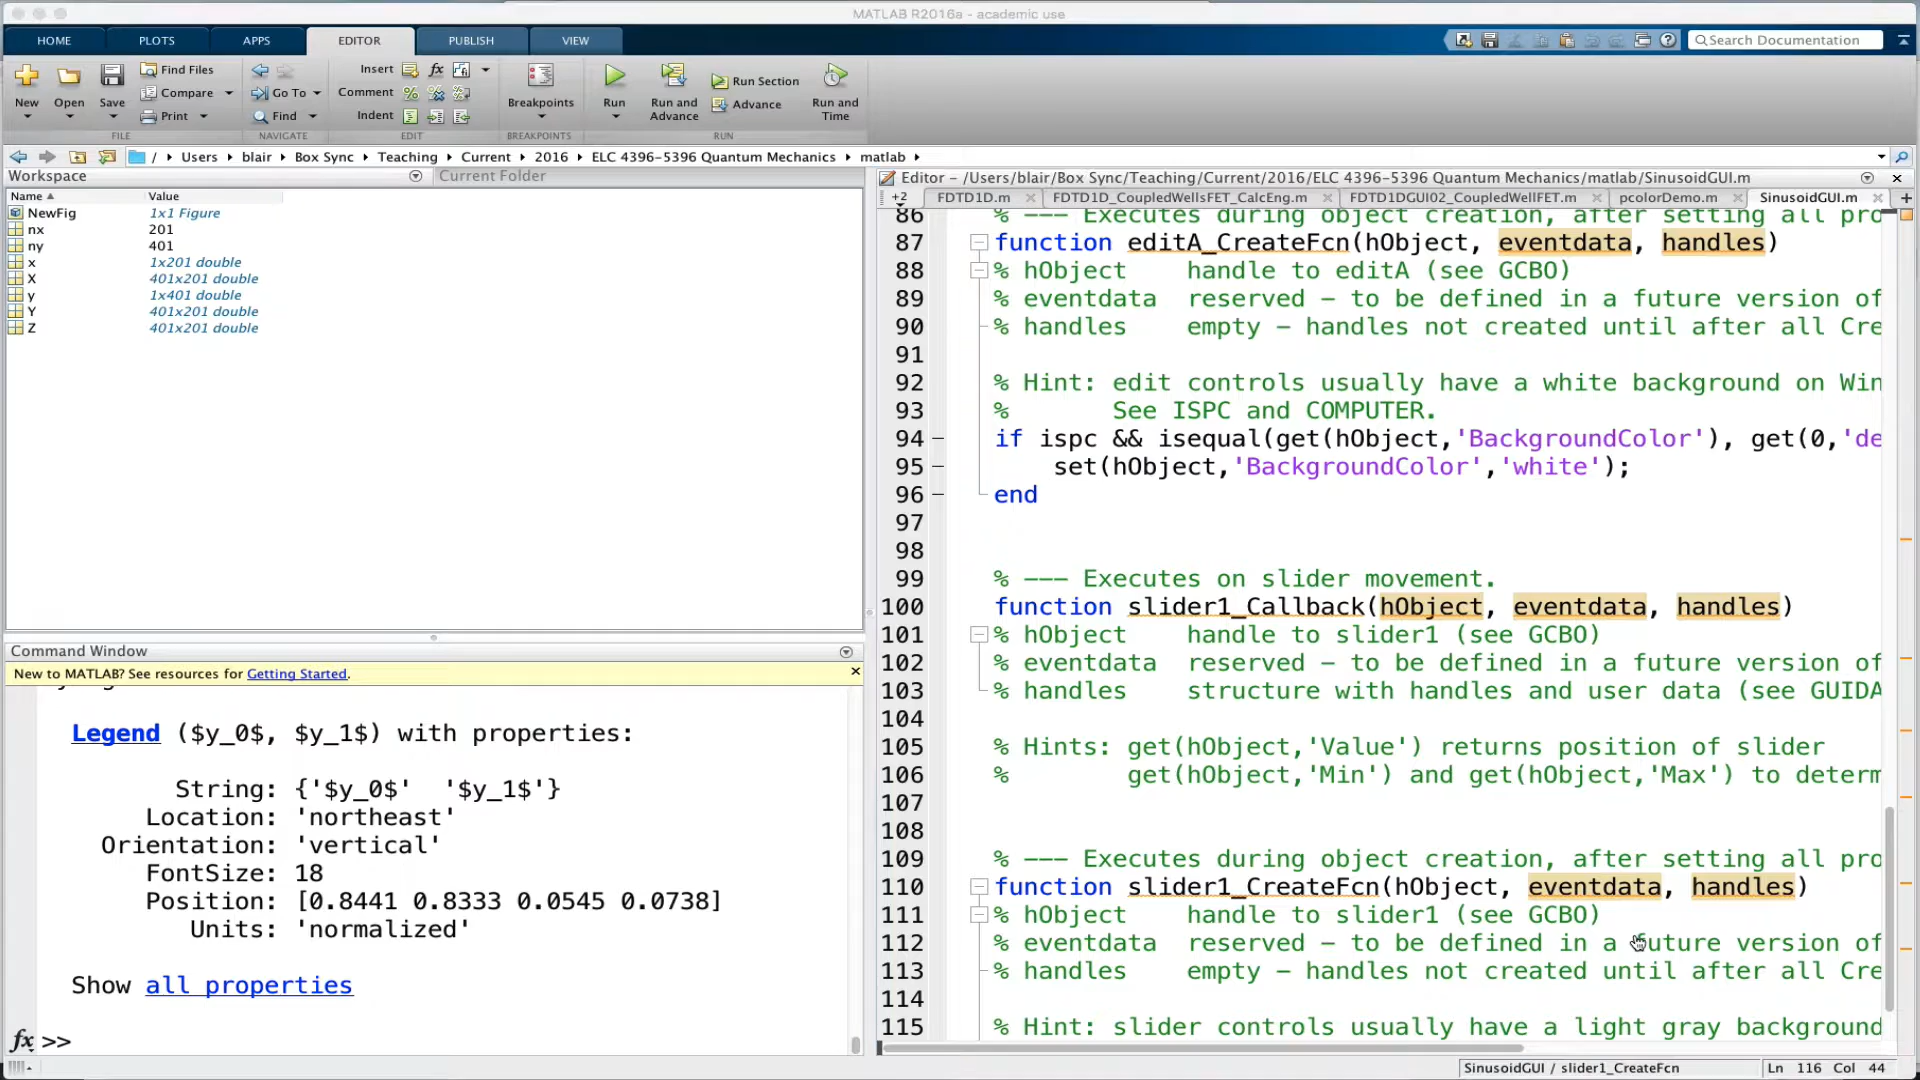 MATLAB R2016a - academic use
HOME PLOTS APPS EDITOR PUBLISH VIEW
Search Documentation
New Open Save
Find Files
Compare
Print
FILE
Go To
Find
NAVIGATE
Insert
Comment
Indent
EDIT
Breakpoints
BREAKPOINTS
Run
Run and Advance
Run Section
Advance
Run and Time
RUN
/ Users blair Box Sync Teaching Current 2016 ELC 4396-5396 Quantum Mechanics matlab
Workspace Current Folder
Name Value
NewFig 1x1 Figure
nx 201
ny 401
x 1x201 double
X 401x201 double
y 1x401 double
Y 401x201 double
Z 401x201 double
Command Window
New to MATLAB? See resources for Getting Started.
Legend ($y_0$, $y_1$) with properties:
String: {'$y_0$' '$y_1$'}
Location: 'northeast'
Orientation: 'vertical'
FontSize: 18
Position: [0.8441 0.8333 0.0545 0.0738]
Units: 'normalized'
Show all properties
fx >>
Editor - /Users/blair/Box Sync/Teaching/Current/2016/ELC 4396-5396 Quantum Mechanics/matlab/SinusoidGUI.m
+2 FDTD1D.m FDTD1D_CoupledWellsFET_CalcEng.m FDTD1DGUI02_CoupledWellFET.m pcolorDemo.m SinusoidGUI.m
86 % --- Executes during object creation, after setting all pro
87 function editA_CreateFcn(hObject, eventdata, handles)
88 % hObject handle to editA (see GCBO)
89 % eventdata reserved - to be defined in a future version of
90 % handles empty - handles not created until after all Cre
91
92 % Hint: edit controls usually have a white background on Win
93 % See ISPC and COMPUTER.
94 if ispc && isequal(get(hObject,'BackgroundColor'), get(0,'de
95 set(hObject,'BackgroundColor','white');
96 end
97
98
99 % --- Executes on slider movement.
100 function slider1_Callback(hObject, eventdata, handles)
101 % hObject handle to slider1 (see GCBO)
102 % eventdata reserved - to be defined in a future version of
103 % handles structure with handles and user data (see GUIDA
104
105 % Hints: get(hObject,'Value') returns position of slider
106 % get(hObject,'Min') and get(hObject,'Max') to determ
107
108
109 % --- Executes during object creation, after setting all pro
110 function slider1_CreateFcn(hObject, eventdata, handles)
111 % hObject handle to slider1 (see GCBO)
112 % eventdata reserved - to be defined in a future version of
113 % handles empty - handles not created until after all Cre
114
115 % Hint: slider controls usually have a light gray background
SinusoidGUI / slider1_CreateFcn Ln 116 Col 44